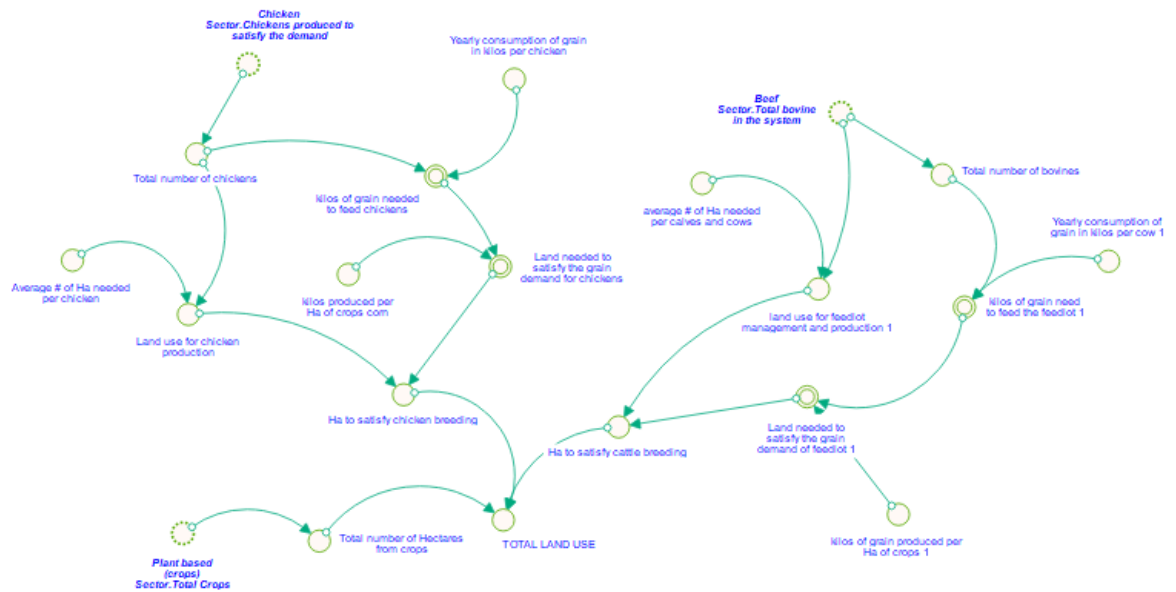 Chicken
Sector.Chickens produced to
satisfy the demand
Yearly consumption of grain
in kilos per chicken
Beef
Sector.Total bovine
in the system
Total number of chickens
kilos of grain needed
to feed chickens
Total number of bovines
average # of Ha needed
per calves and cows
Yearly consumption of
grain in kilos per cow 1
Average # of Ha needed
per chicken
Land needed to
satisfy the grain
demand for chickens
kilos produced per
Ha of crops corn
kilos of grain need
to feed the feedlot 1
land use for feedlot
management and production 1
Land use for chicken
production
Ha to satisfy chicken breeding
Land needed to
satisfy the grain
demand of feedlot 1
Ha to satisfy cattle breeding
Total number of Hectares
from crops
TOTAL LAND USE
kilos of grain produced per
Ha of crops 1
Plant based
(crops)
Sector.Total Crops